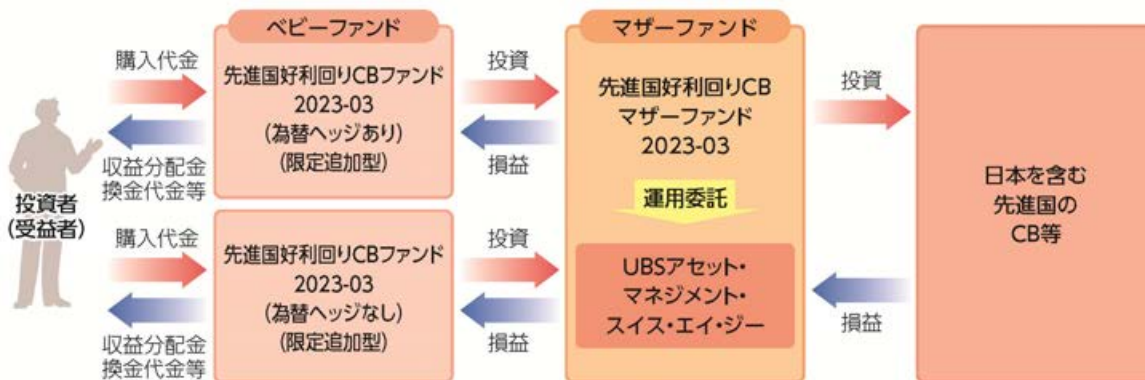 ベビーファンド
マザーファンド
購入代金
先進国好利回りCBファンド
2023-03
(為替ヘッジあり)
(限定追加型)
収益分配金
換金代金等
投資
損益
投資者
(受益者)
購入代金
先進国好利回りCBファンド
2023-03
(為替ヘッジなし)
(限定追加型)
収益分配金
換金代金等
投資
損益
先進国好利回りCB
マザーファンド
2023-03
運用委託
UBSアセット・
マネジメント・
スイス・エイ・ジー
投資
損益
日本を含む
先進国の
CB等